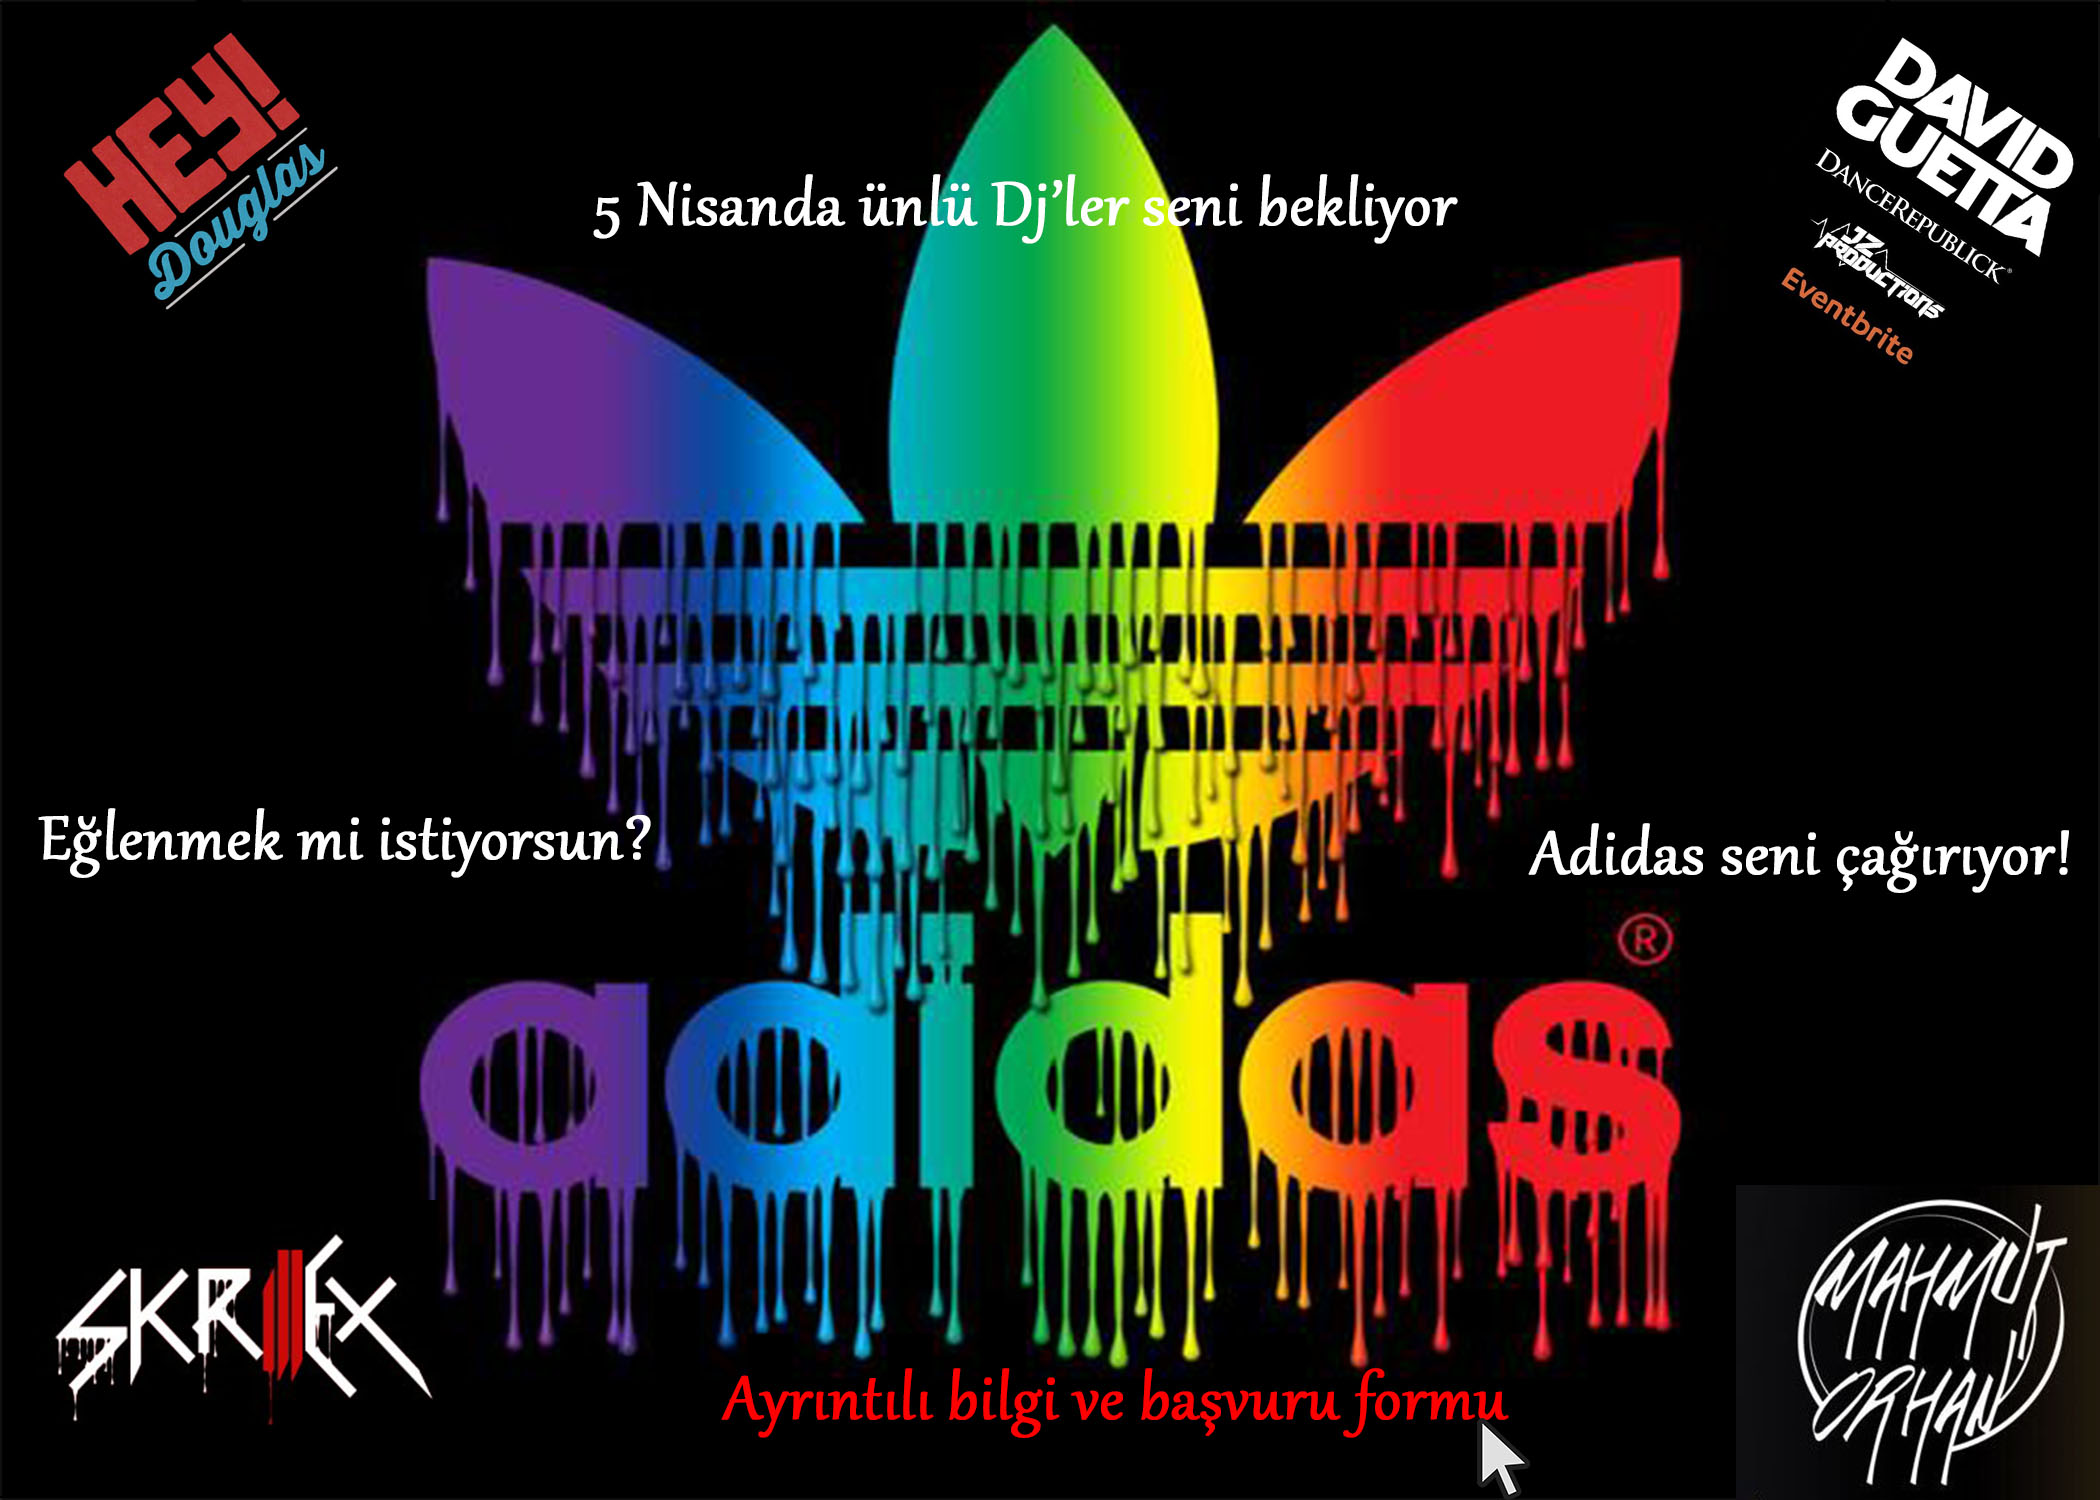 HEY!
Douglas
DAVID
GUETTA
DANCEREPUBLICK®
JZ
PRODUCTIONS
Eventbrite
5 Nisanda ünlü Dj’ler seni bekliyor
Eğlenmek mi istiyorsun?
Adidas seni çağırıyor!
adidas®
SKRILLEX
MAHMUT
ORHAN
Ayrıntılı bilgi ve başvuru formu